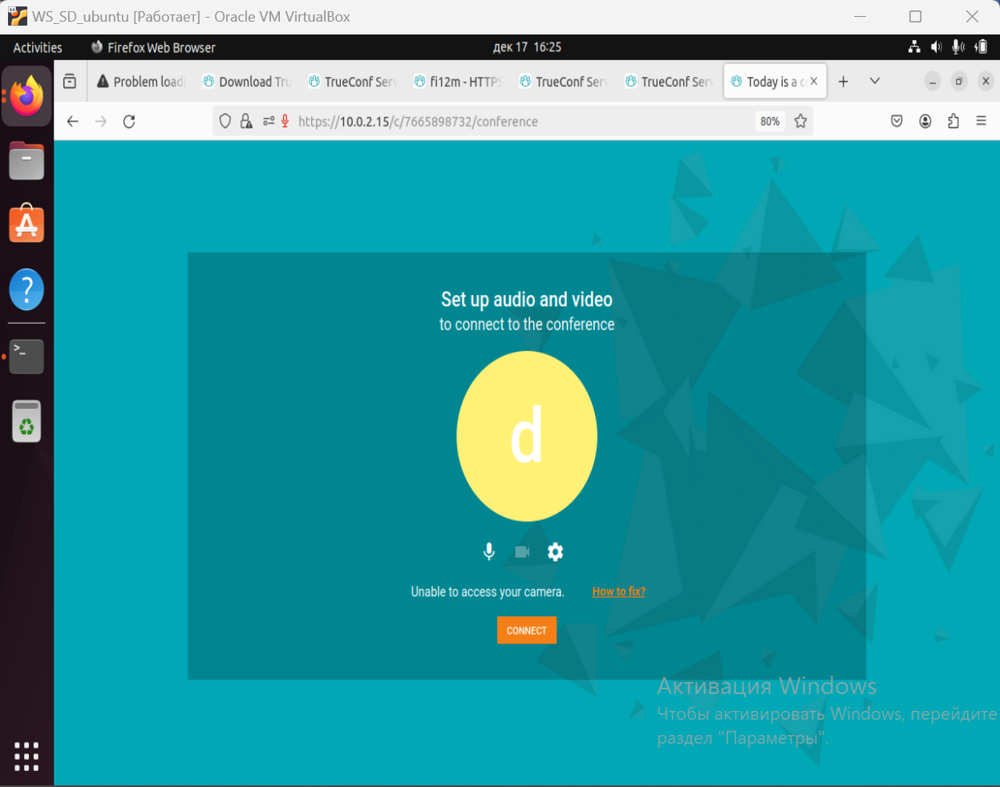 WS_SD_ubuntu [Работает] - Oracle VM VirtualBox
Activities
Firefox Web Browser
дек 17 16:25
Problem loadi
Download Tru
TrueConf Serv
fi12m - HTTPS
TrueConf Serv
TrueConf Serv
Today is a c
https://10.0.2.15/c/7665898732/conference
80%
Set up audio and video
to connect to the conference
d
Unable to access your camera.
How to fix?
CONNECT
Активация Windows
Чтобы активировать Windows, перейдите
раздел "Параметры".